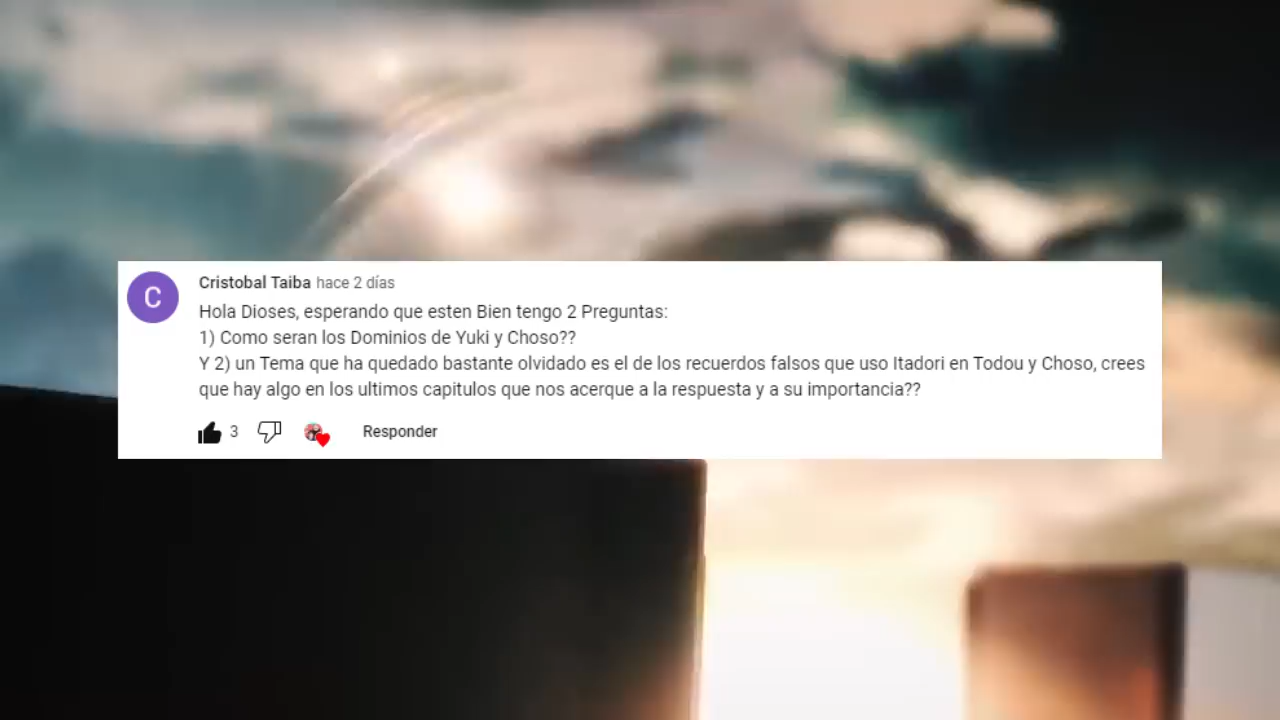 C
Cristobal Taiba hace 2 días
Hola Dioses, esperando que esten Bien tengo 2 Preguntas:
1) Como seran los Dominios de Yuki y Choso??
Y 2) un Tema que ha quedado bastante olvidado es el de los recuerdos falsos que uso Itadori en Todou y Choso, crees
que hay algo en los ultimos capitulos que nos acerque a la respuesta y a su importancia??
3 Responder